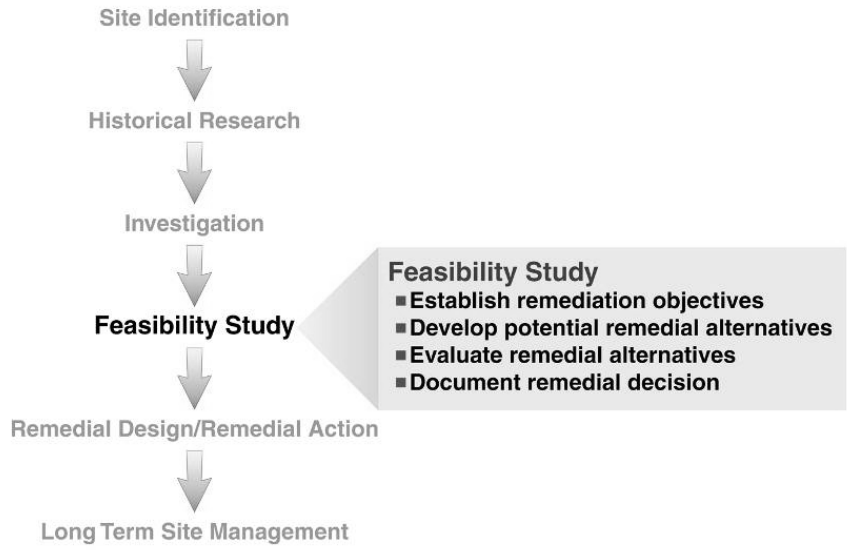 Site Identification
Historical Research
Investigation
Feasibility Study
Remedial Design/Remedial Action
Long Term Site Management
Feasibility Study
■Establish remediation objectives
■Develop potential remedial alternatives
■Evaluate remedial alternatives
■Document remedial decision